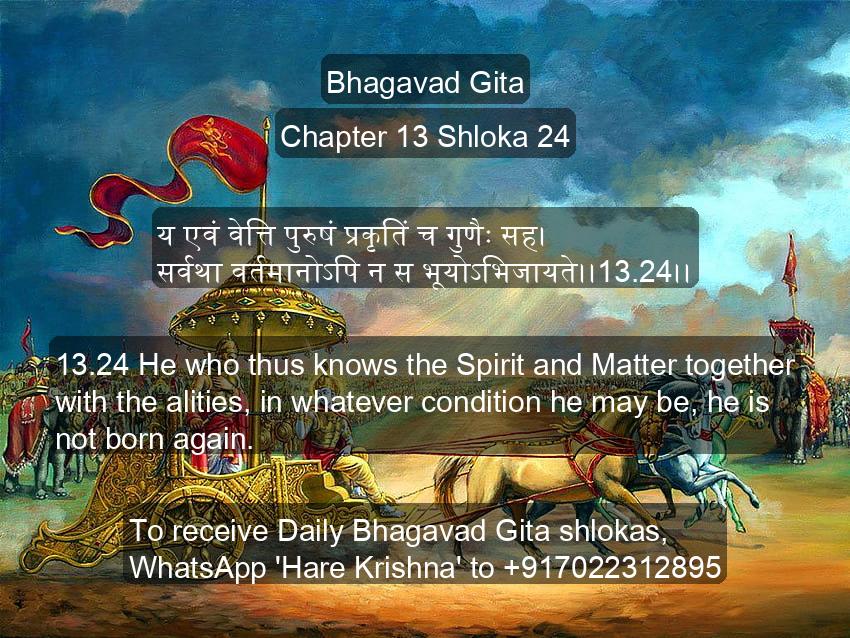 Bhagavad Gita
Chapter 13 Shloka 24
य एवं वेत्ति पुरुषं प्रकृतिं च गुणैः सह।
सर्वथा वर्तमानोऽपि न स भूयोऽभिजायते।।13.24।।
13.24 He who thus knows the Spirit and Matter together
with the alities, in whatever condition he may be, he is
not born again.
To receive Daily Bhagavad Gita shlokas,
WhatsApp 'Hare Krishna' to +917022312895